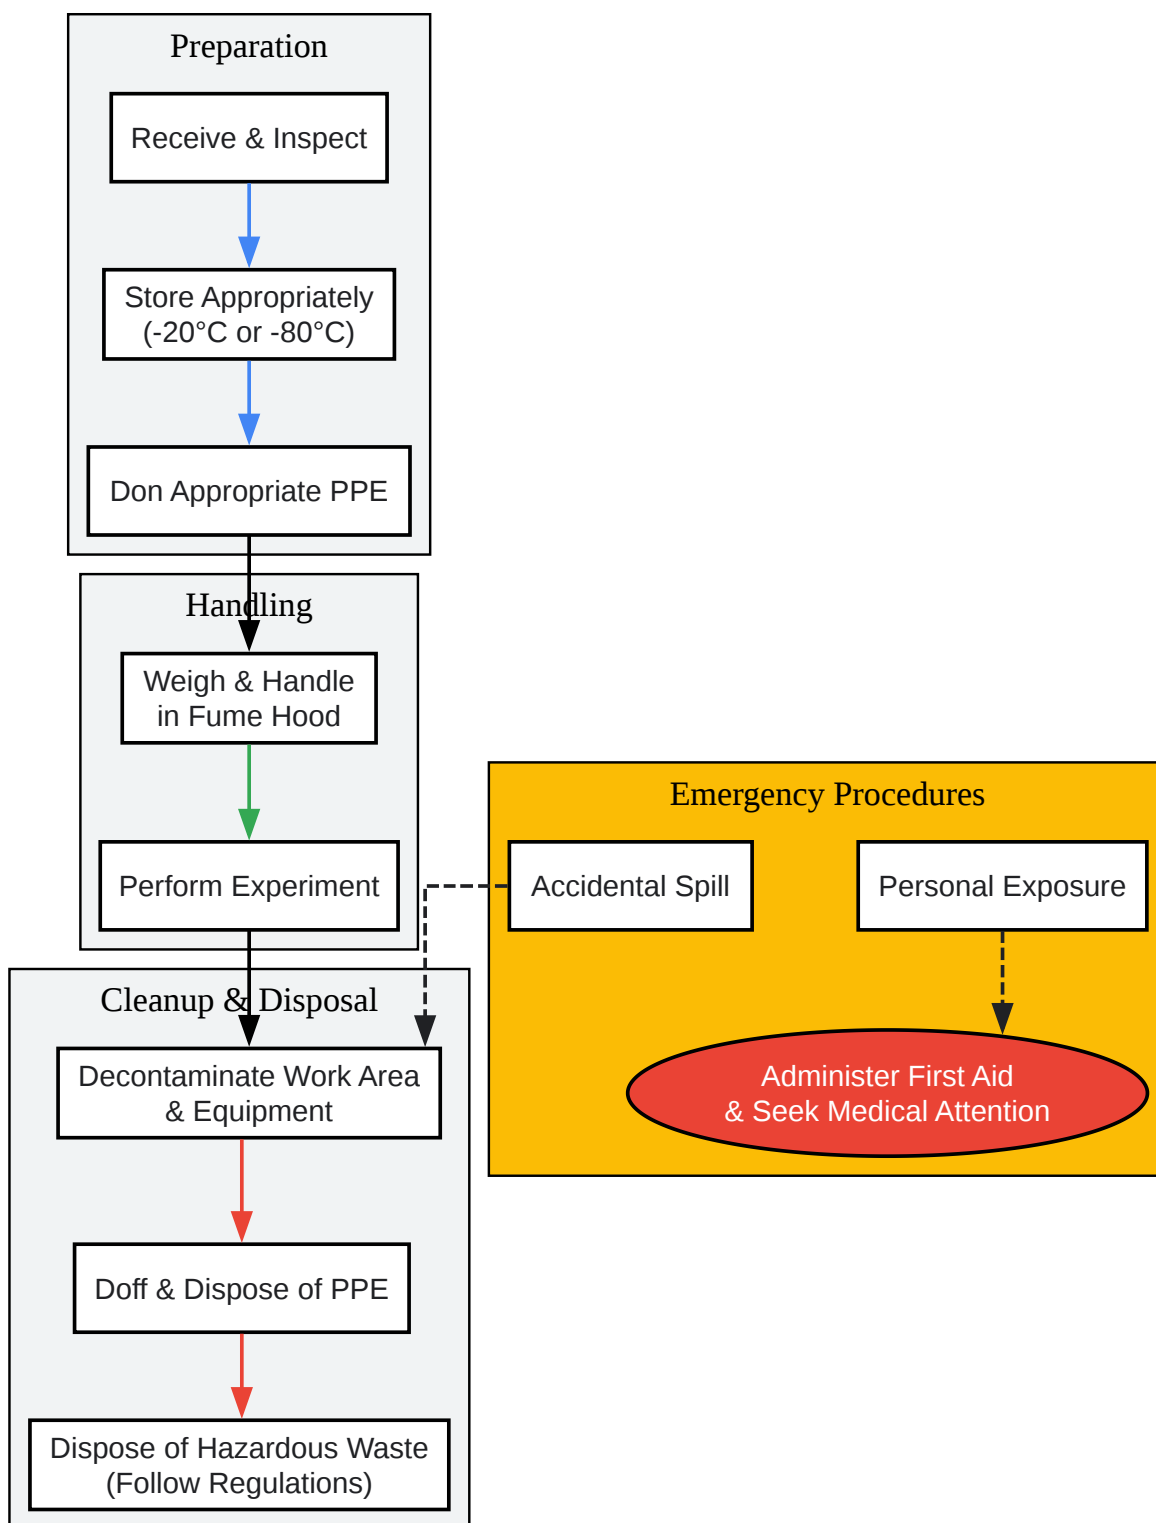 Preparation
Receive & Inspect
Store Appropriately
(-20°C or -80°C)
Don Appropriate PPE
Handling
Weigh & Handle
in Fume Hood
Perform Experiment
Emergency Procedures
Accidental Spill
Personal Exposure
Administer First Aid
& Seek Medical Attention
Cleanup & Disposal
Decontaminate Work Area
& Equipment
Doff & Dispose of PPE
Dispose of Hazardous Waste
(Follow Regulations)